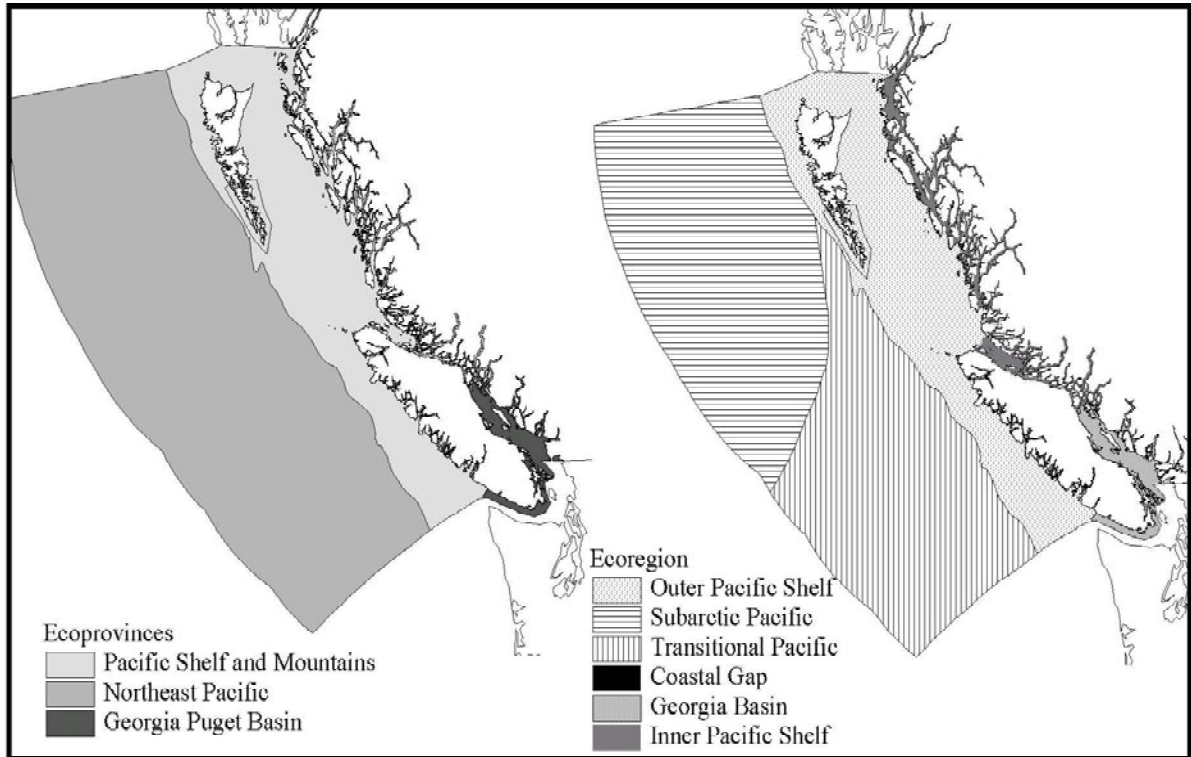 Ecoprovinces
Pacific Shelf and Mountains
Northeast Pacific
Georgia Puget Basin
Ecoregion
Outer Pacific Shelf
Subarctic Pacific
Transitional Pacific
Coastal Gap
Georgia Basin
Inner Pacific Shelf